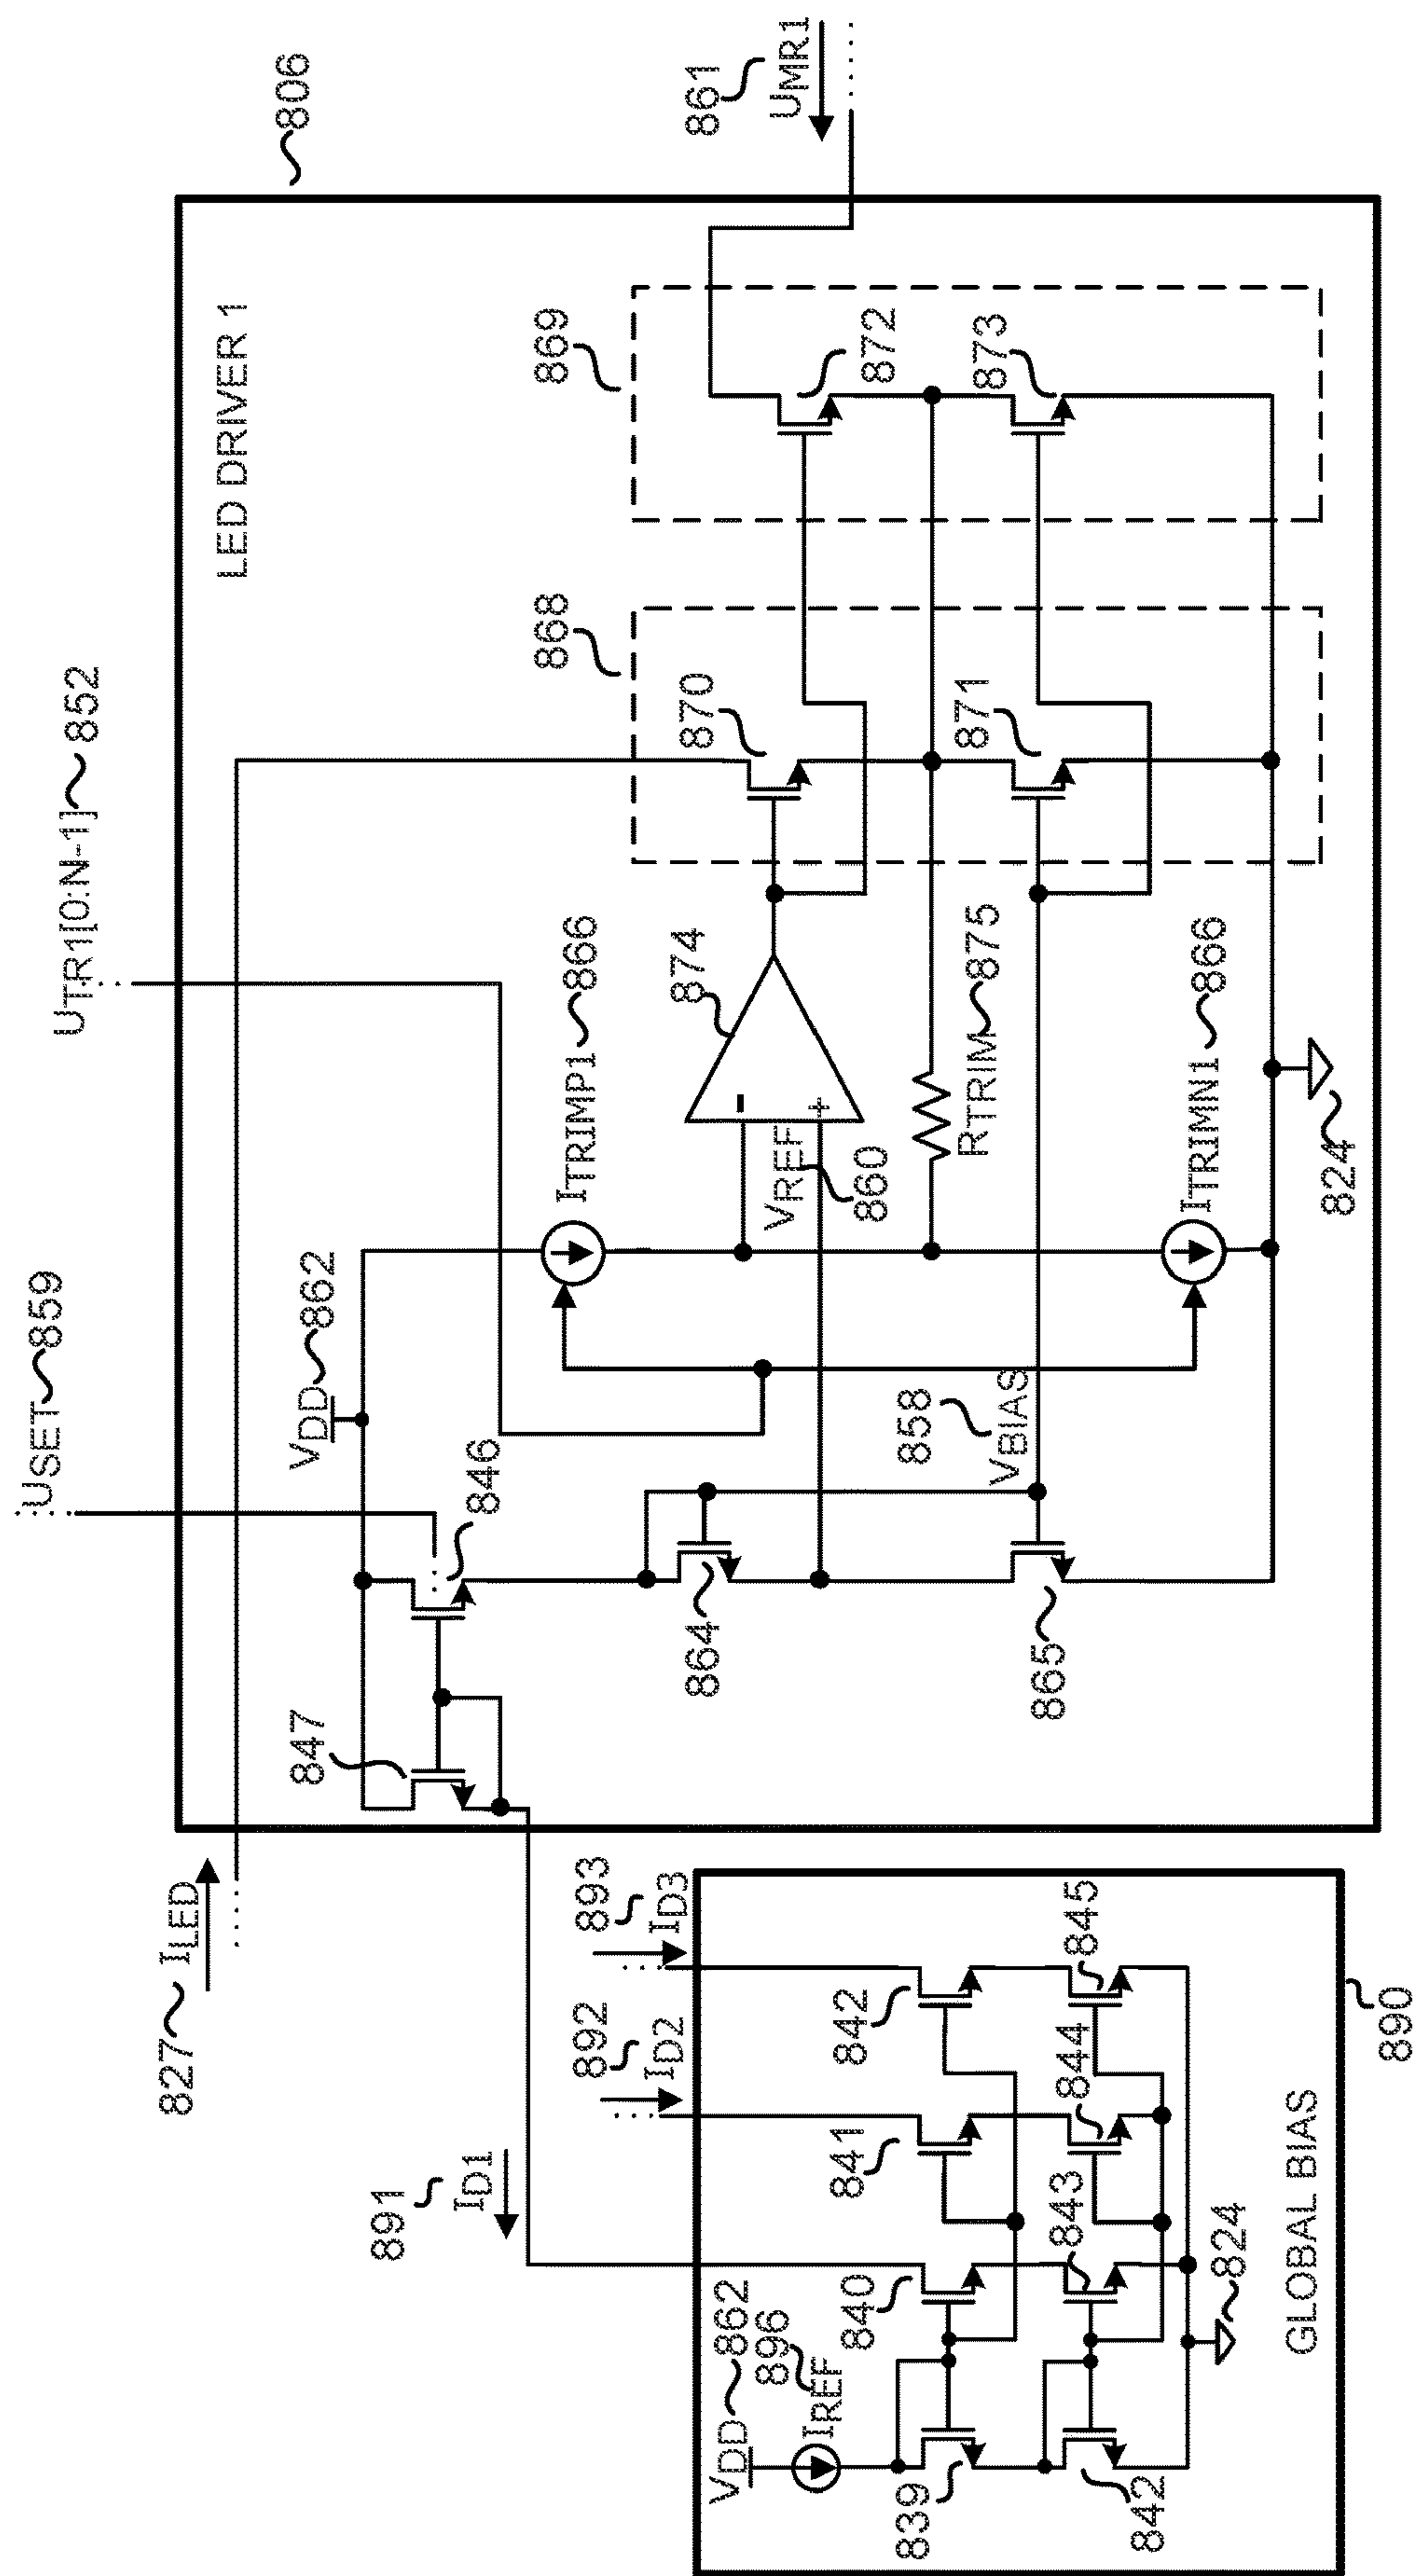 861
UMR1
806
LED DRIVER 1
869
872
873
868
UTR1[0:N-1] 852
870
871
874
ITRIMP1 866
RTRIM 875
VREF
860
ITRIMN1 866
824
USET 859
VDD 862
846
858
VBIAS
864
865
847
827 ILED
893
ID3
892
ID2
891
ID1
842
845
841
844
840
843
824
VDD 862
896
IREF
839
842
GLOBAL BIAS
890
-
+